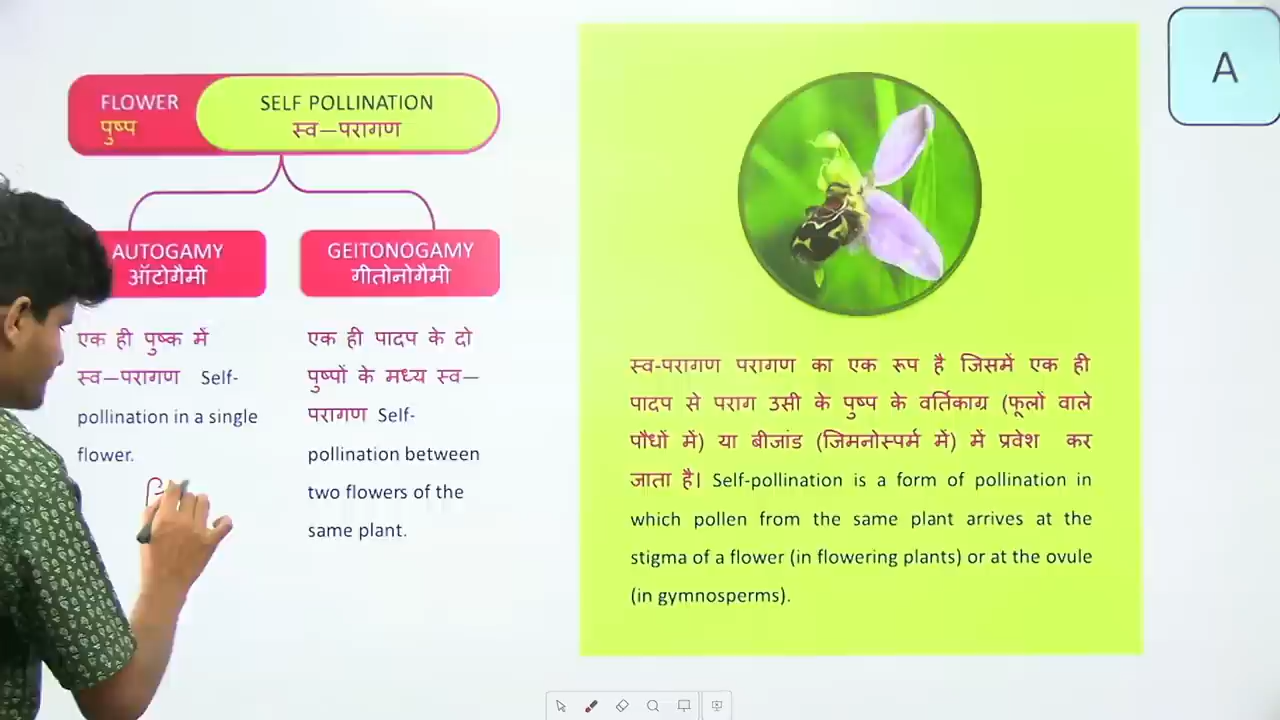 FLOWER
पुष्प
SELF POLLINATION
स्व–परागण
A
AUTOGAMY
ऑटोगैमी
GEITONOGAMY
गीतोनोगैमी
एक ही पुष्क में
स्व–परागण Self-
pollination in a single
flower.
एक ही पादप के दो
पुष्पों के मध्य स्व–
परागण Self-
pollination between
two flowers of the
same plant.
स्व-परागण परागण का एक रूप है जिसमें एक ही
पादप से पराग उसी के पुष्प के वर्तिकाग्र (फूलों वाले
पौधों में) या बीजांड (जिमनोस्पर्म में) में प्रवेश कर
जाता है। Self-pollination is a form of pollination in
which pollen from the same plant arrives at the
stigma of a flower (in flowering plants) or at the ovule
(in gymnosperms).